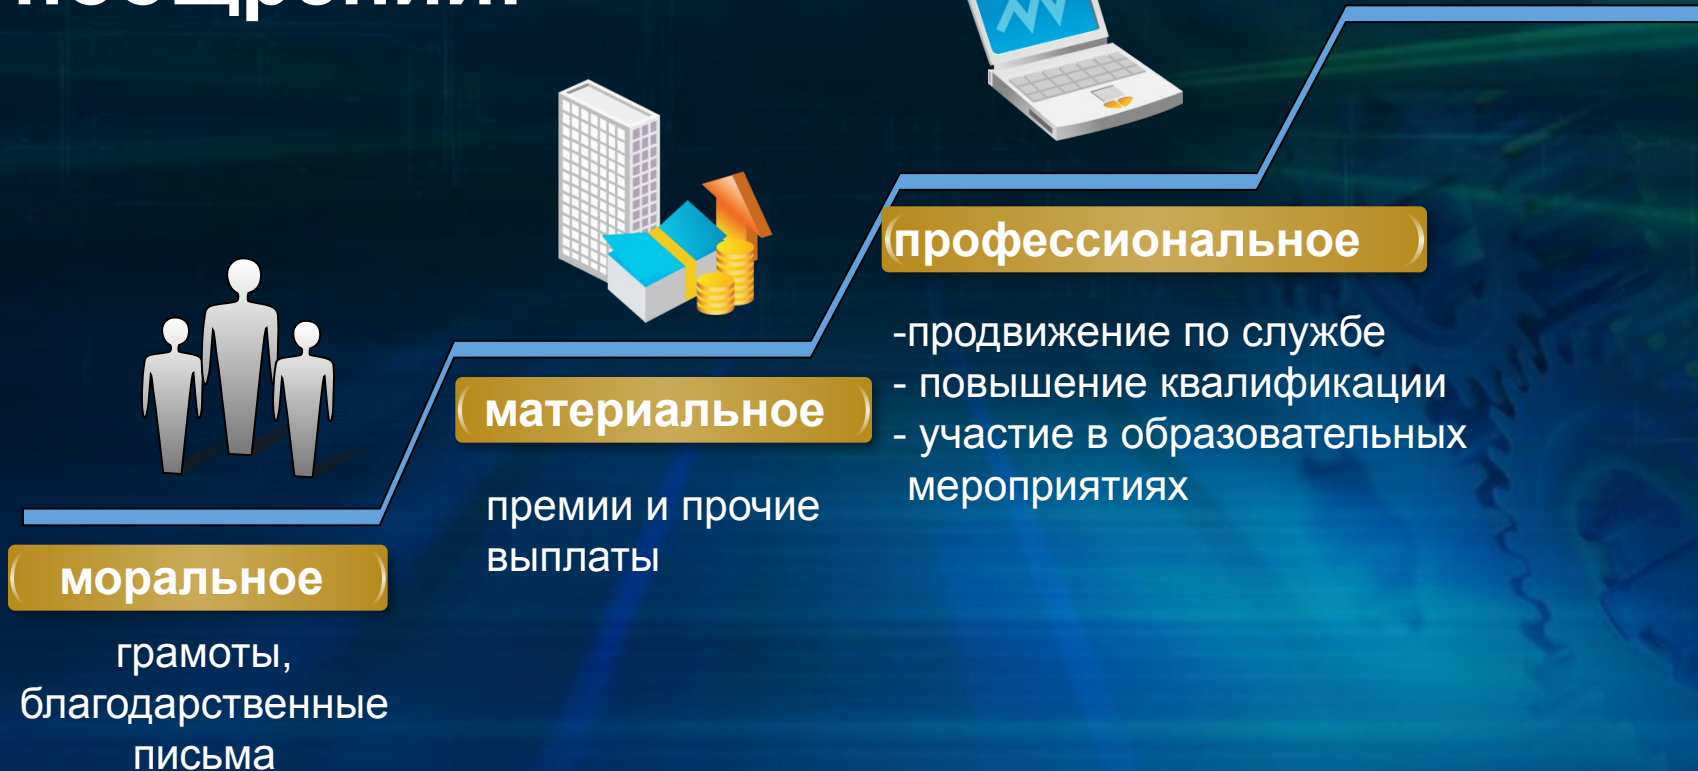 моральное
грамоты,
благодарственные
письма
материальное
премии и прочие
выплаты
профессиональное
-продвижение по службе
- повышение квалификации
- участие в образовательных
мероприятиях